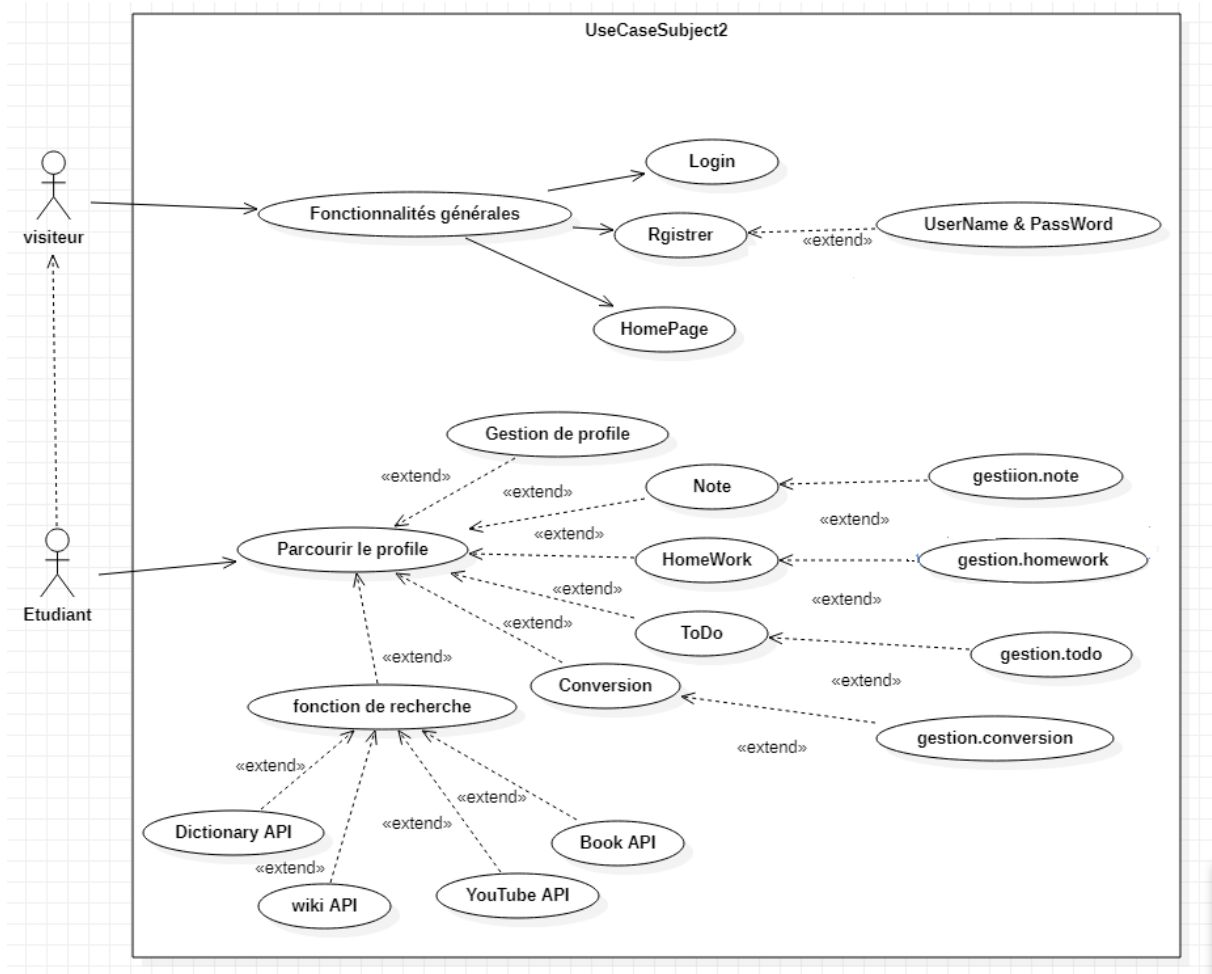 UseCaseSubject2
Login
Fonctionnalités générales
visiteur
Rgistrer
«extend»
UserName & PassWord
HomePage
Gestion de profile
«extend»
«extend»
Note
gestiion.note
«extend»
«extend»
Parcourir le profile
HomeWork
gestion.homework
Etudiant
«extend»
«extend»
«extend»
ToDo
gestion.todo
«extend»
Conversion
«extend»
fonction de recherche
gestion.conversion
«extend»
«extend»
«extend»
«extend»
Dictionary API
Book API
«extend»
wiki API
YouTube API